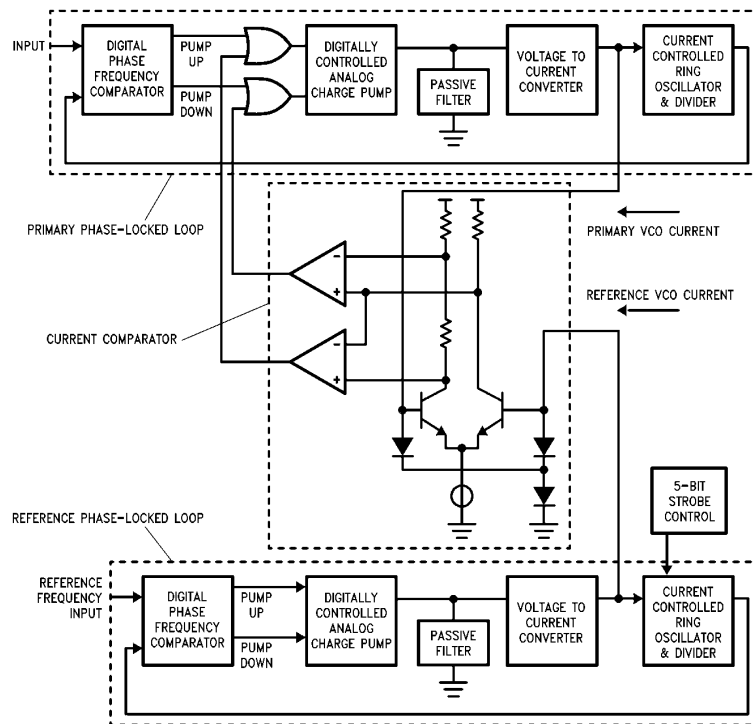 INPUT
DIGITAL
PHASE
FREQUENCY
COMPARATOR
PUMP
UP
PUMP
DOWN
DIGITALLY
CONTROLLED
ANALOG
CHARGE PUMP
PASSIVE
FILTER
VOLTAGE TO
CURRENT
CONVERTER
CURRENT
CONTROLLED
RING
OSCILLATOR
& DIVIDER
PRIMARY PHASE-LOCKED LOOP
PRIMARY VCO CURRENT
REFERENCE VCO CURRENT
CURRENT COMPARATOR
-
+
-
+
5-BIT
STROBE
CONTROL
REFERENCE PHASE-LOCKED LOOP
REFERENCE
FREQUENCY
INPUT
DIGITAL
PHASE
FREQUENCY
COMPARATOR
PUMP
UP
PUMP
DOWN
DIGITALLY
CONTROLLED
ANALOG
CHARGE PUMP
PASSIVE
FILTER
VOLTAGE TO
CURRENT
CONVERTER
CURRENT
CONTROLLED
RING
OSCILLATOR
& DIVIDER